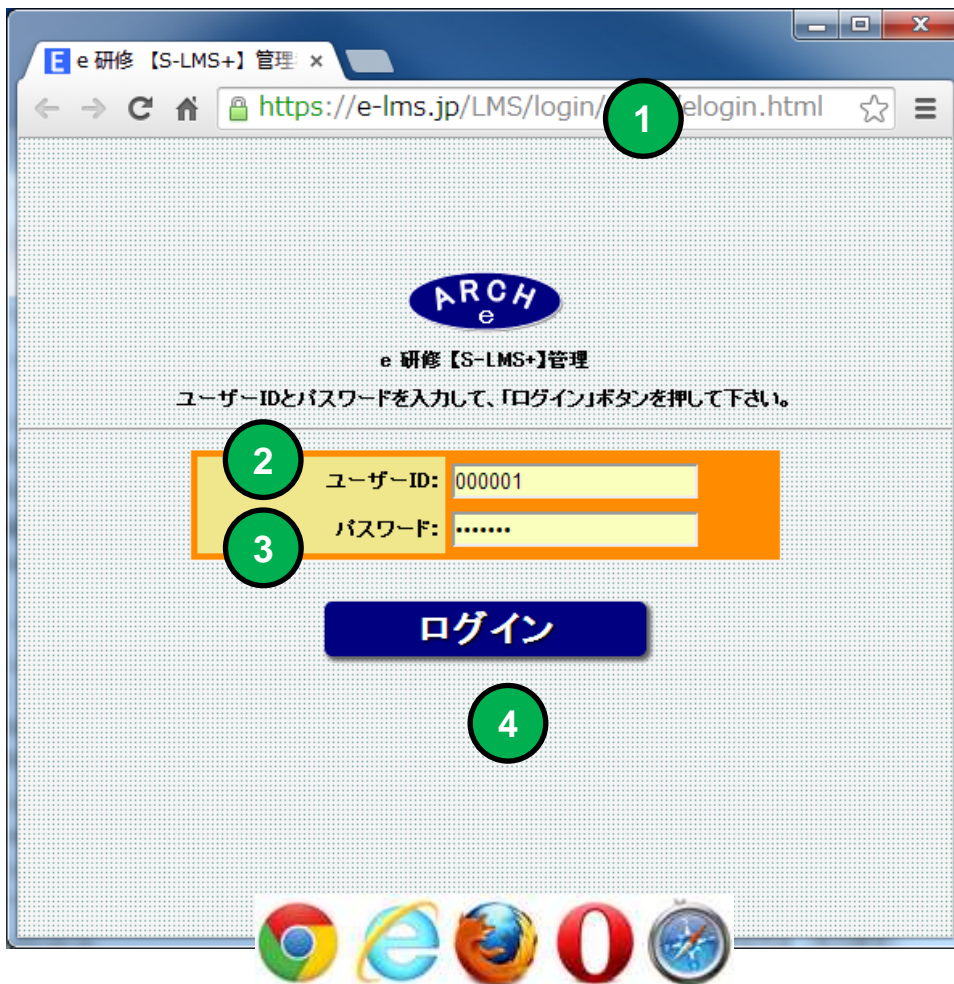 e 研修 【S-LMS+】管理
https://e-lms.jp/LMS/login/ 1 /elogin.html
ARCH
e
e 研修【S-LMS+】管理
ユーザーIDとパスワードを入力して、「ログイン」ボタンを押して下さい。
2
ユーザーID: 000001
3
パスワード: •••••••
ログイン
4